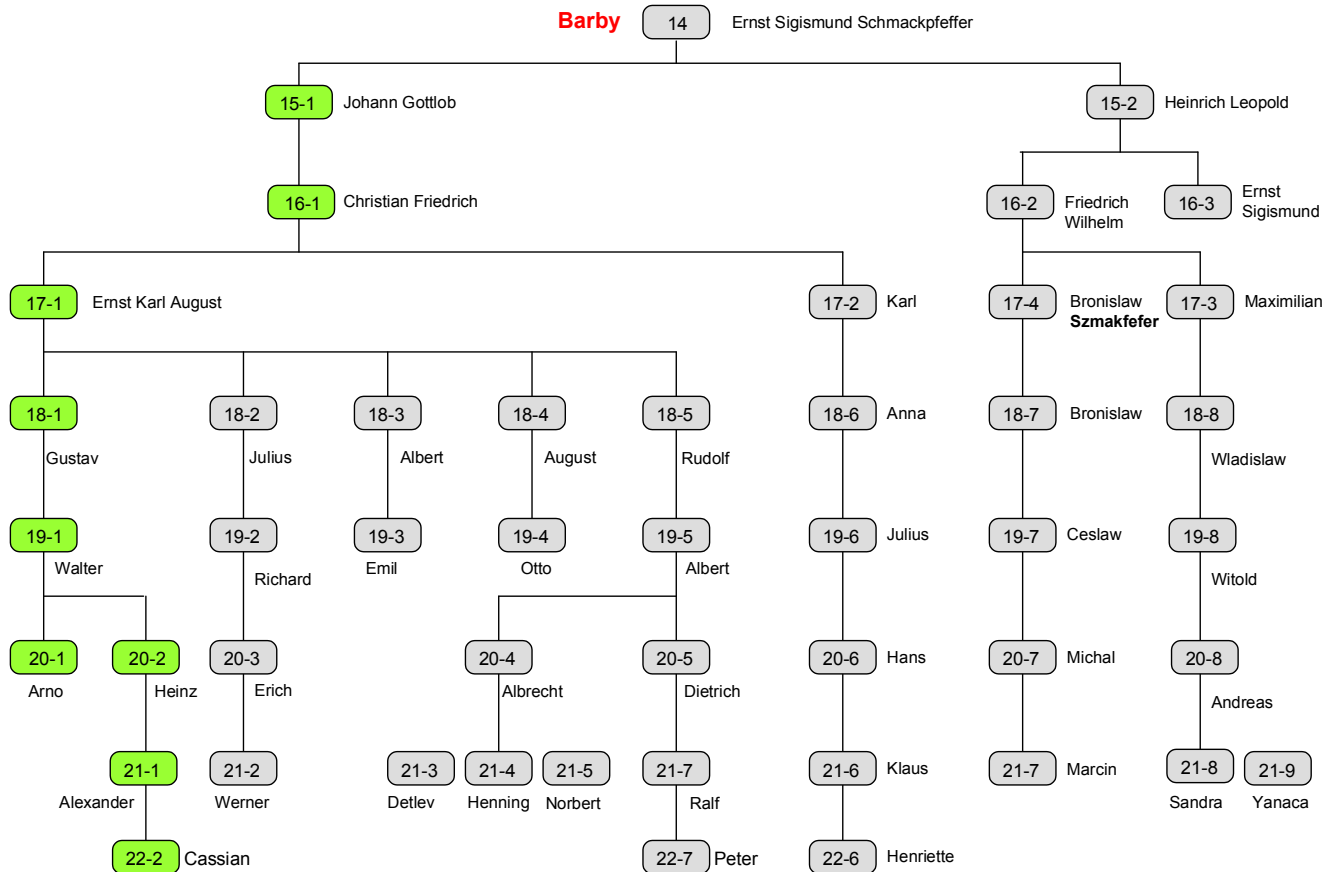 Barby 14 Ernst Sigismund Schmackpfeffer
15-1 Johann Gottlob 15-2 Heinrich Leopold
16-1 Christian Friedrich 16-2 Friedrich Wilhelm 16-3 Ernst Sigismund
17-1 Ernst Karl August 17-2 Karl 17-4 Bronislaw Szmakfefer 17-3 Maximilian
18-1 18-2 18-3 18-4 18-5 18-6 Anna 18-7 Bronislaw 18-8
Gustav Julius Albert August Rudolf Wladislaw
19-1 19-2 19-3 19-4 19-5 19-6 Julius 19-7 Ceslaw 19-8
Walter Richard Emil Otto Albert Witold
20-1 20-2 20-3 20-4 20-5 20-6 Hans 20-7 Michal 20-8
Arno Heinz Erich Albrecht Dietrich Andreas
21-1 21-2 21-3 21-4 21-5 21-7 21-6 Klaus 21-7 Marcin 21-8 21-9
Alexander Werner Detlev Henning Norbert Ralf Sandra Yanaca
22-2 Cassian 22-7 Peter 22-6 Henriette